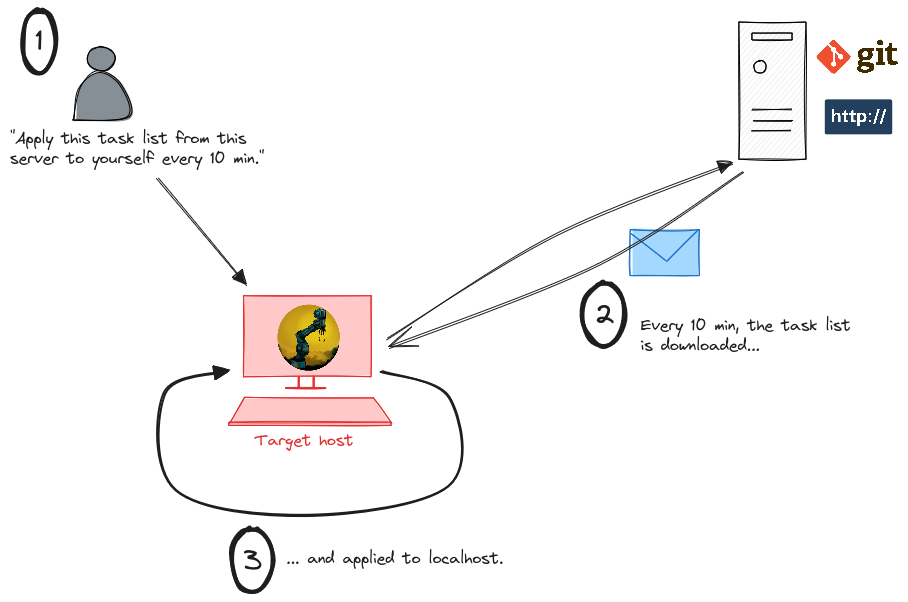 1
"Apply this task list from this
server to yourself every 10 min."
git
http://
2
Every 10 min, the task list
is downloaded...
Target host
3
... and applied to localhost.